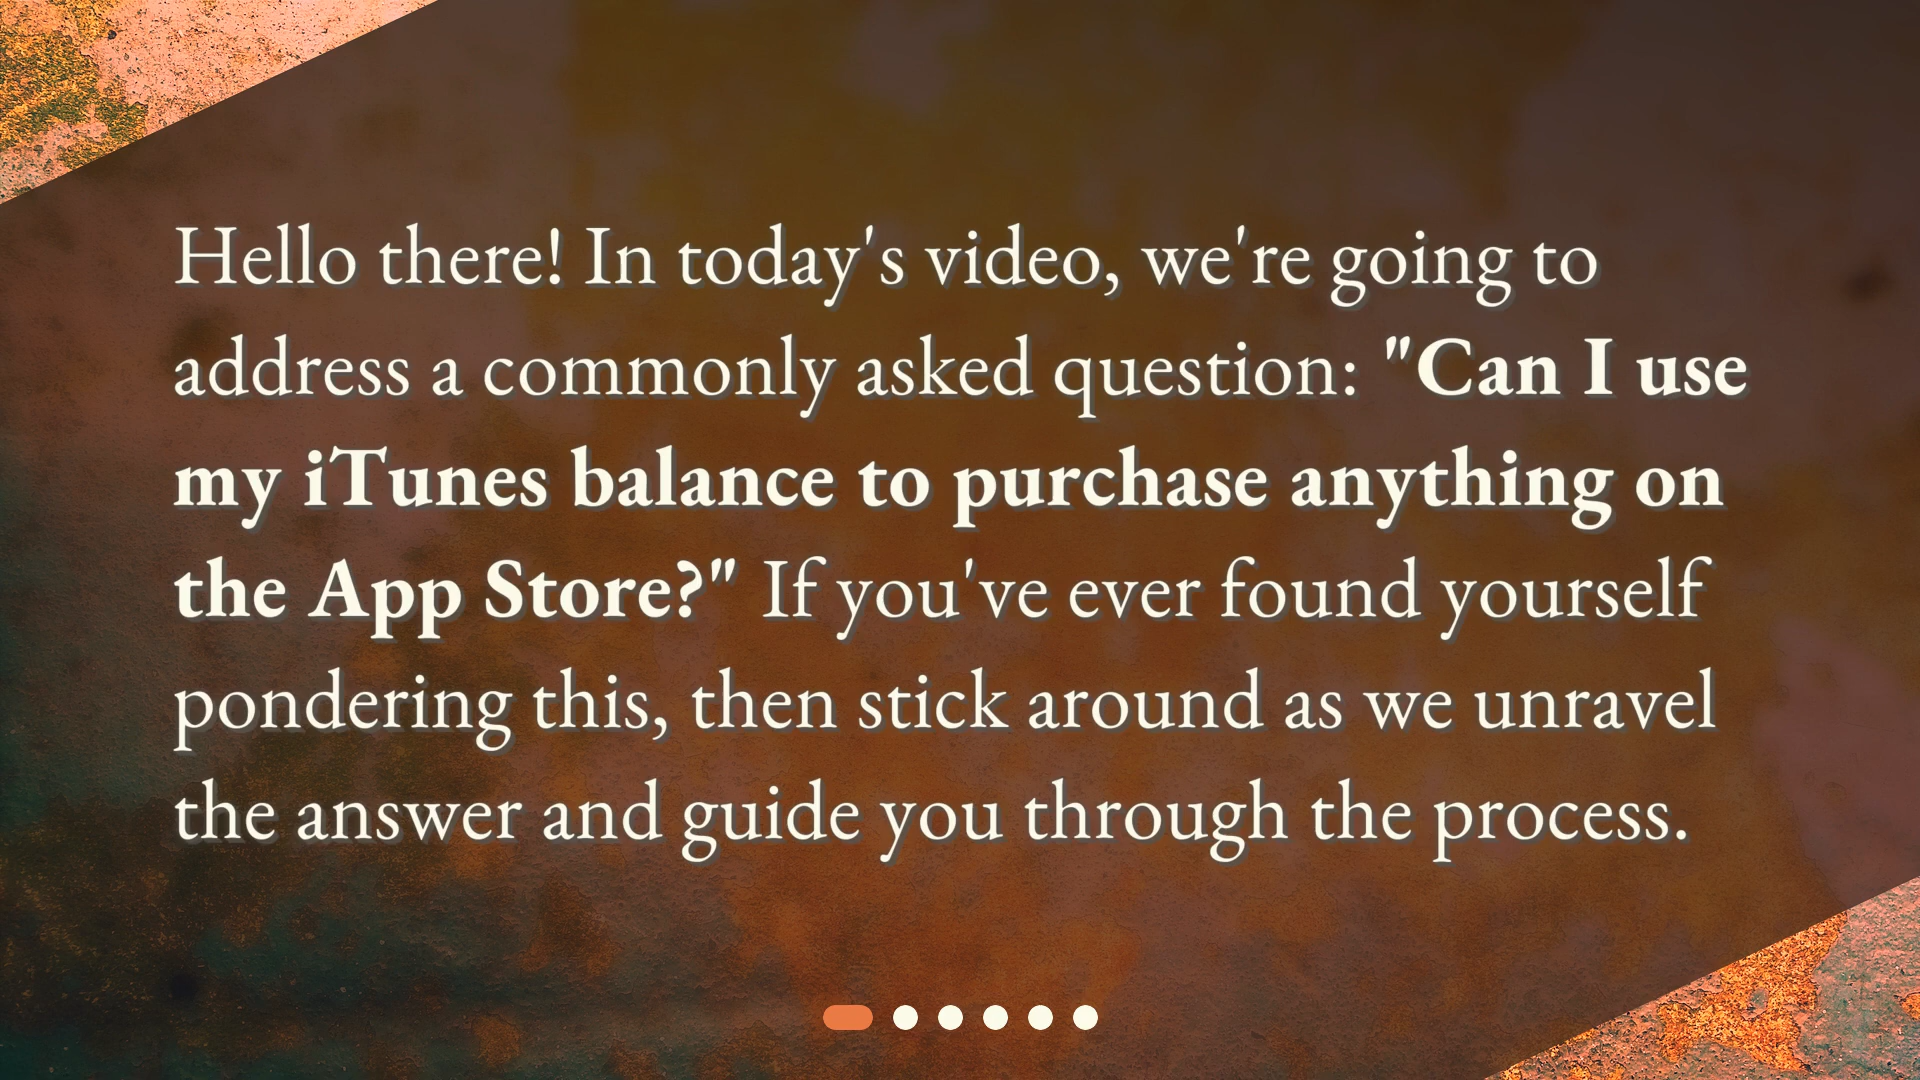 Hello there! In today's video, we're going to
address a commonly asked question: "Can I use
my iTunes balance to purchase anything on
the App Store?" If you've ever found yourself
pondering this, then stick around as we unravel
the answer and guide you through the process.